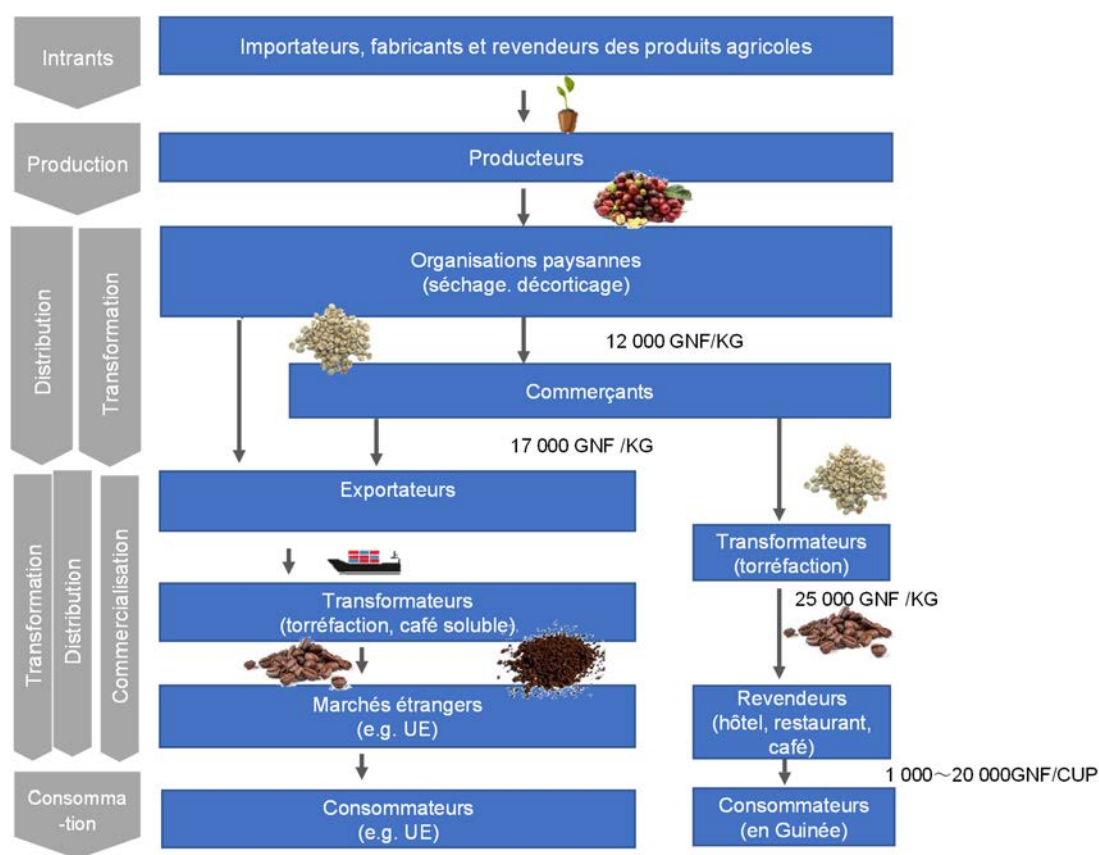 Intrants
Importateurs, fabricants et revendeurs des produits agricoles
Production
Producteurs
Distribution
Transformation
Organisations paysannes
(séchage. décorticage)
12 000 GNF/KG
Commerçants
17 000 GNF /KG
Transformation
Distribution
Commercialisation
Exportateurs
Transformateurs
(torréfaction)
Transformateurs
(torréfaction, café soluble)
25 000 GNF /KG
Marchés étrangers
(e.g. UE)
Revendeurs
(hôtel, restaurant,
café)
1 000～20 000GNF/CUP
Consomma
-tion
Consommateurs
(e.g. UE)
Consommateurs
(en Guinée)